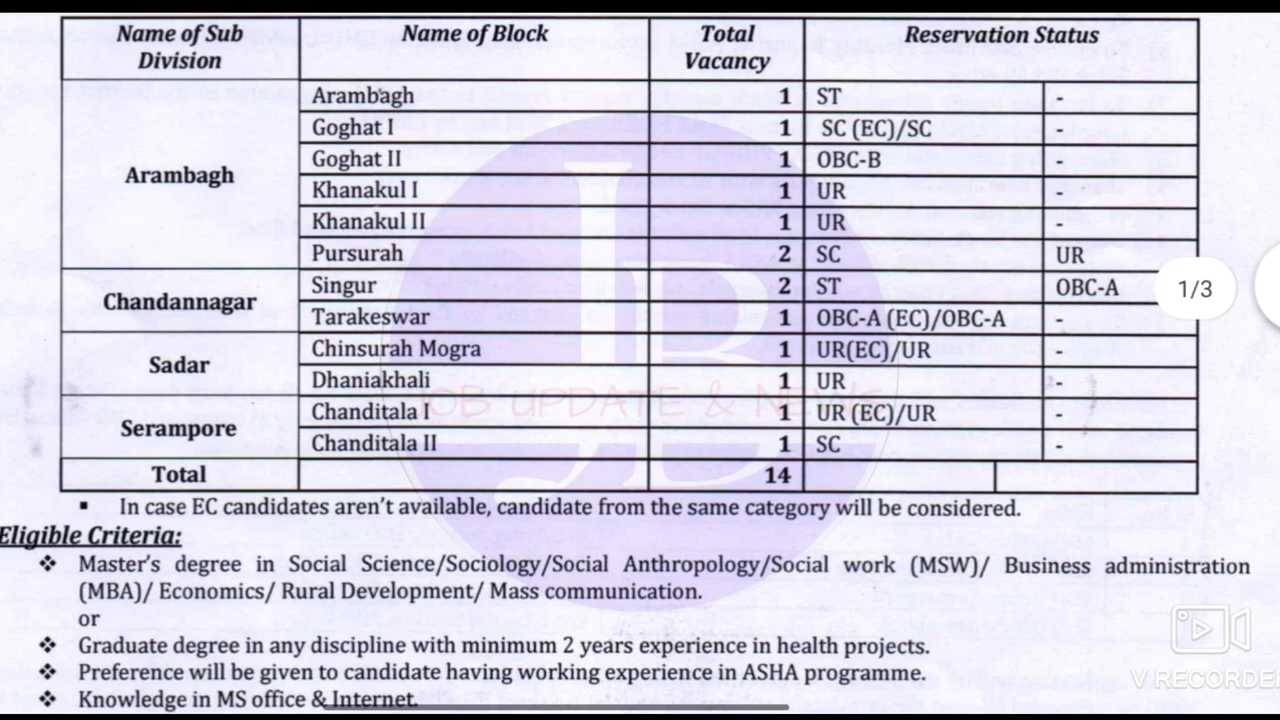 Name of Sub Division Name of Block Total Vacancy Reservation Status
Arambagh
Arambagh 1 ST
Goghat I 1 SC (EC)/SC
Goghat II 1 OBC-B
Khanakul I 1 UR -
Khanakul II 1 UR -
Pursurah 2 SC UR
Chandannagar
Singur 2 ST OBC-A
Tarakeswar 1 OBC-A (EC)/OBC-A
Sadar
Chinsurah Mogra 1 UR(EC)/UR -
Dhaniakhali 1 UR -
Serampore
Chanditala I 1 UR (EC)/UR -
Chanditala II 1 SC -
Total 14
1/3
JOB UPDATE & NEWS
▪ In case EC candidates aren't available, candidate from the same category will be considered.
Eligible Criteria:
❖ Master's degree in Social Science/Sociology/Social Anthropology/Social work (MSW)/ Business administration
(MBA)/ Economics/ Rural Development/ Mass communication.
or
❖ Graduate degree in any discipline with minimum 2 years experience in health projects.
❖ Preference will be given to candidate having working experience in ASHA programme.
❖ Knowledge in MS office & Internet.
V.RECORDER